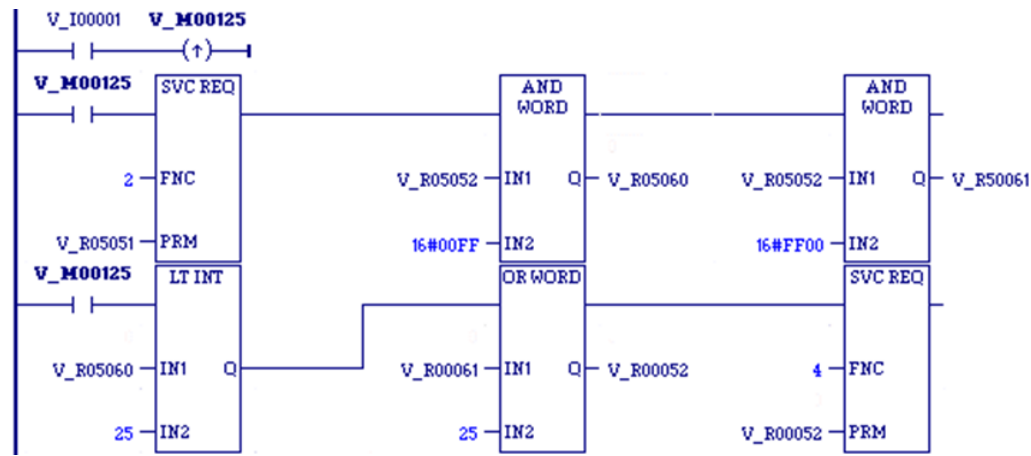 V_I00001 V_M00125
(↑)
V_M00125 SVC REQ AND WORD AND WORD
2 FNC V_R05052 IN1 Q V_R05060 V_R05052 IN1 Q V_R50061
V_R05051 PRM 16#00FF IN2 16#FF00 IN2
V_M00125 LT INT OR WORD SVC REQ
V_R05060 IN1 Q V_R00061 IN1 Q V_R00052 4 FNC
25 IN2 25 IN2 V_R00052 PRM